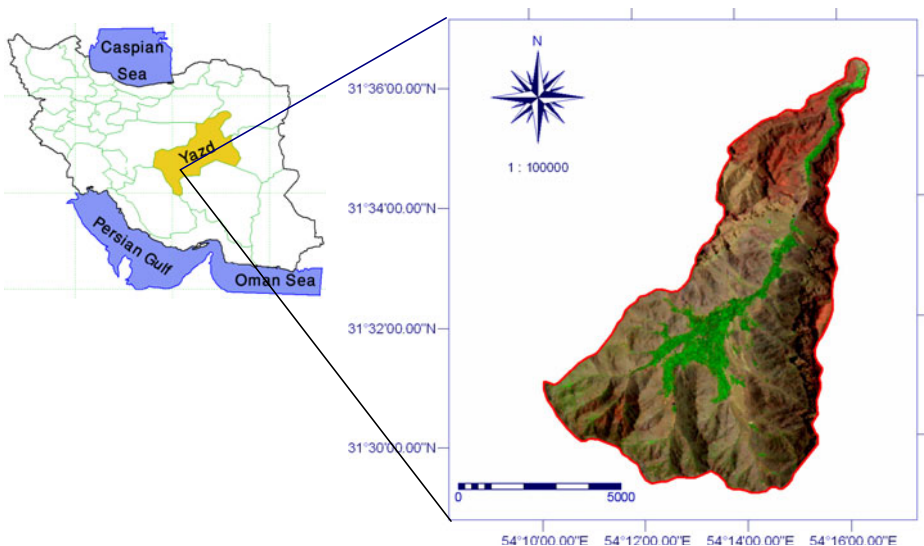 Caspian
Sea
Yazd
Persian Gulf
Oman Sea
N
1 : 100000
31°36'00.00"N
31°34'00.00"N
31°32'00.00"N
31°30'00.00"N
0 5000
54°10'00.00"E 54°12'00.00"E 54°14'00.00"E 54°16'00.00"E